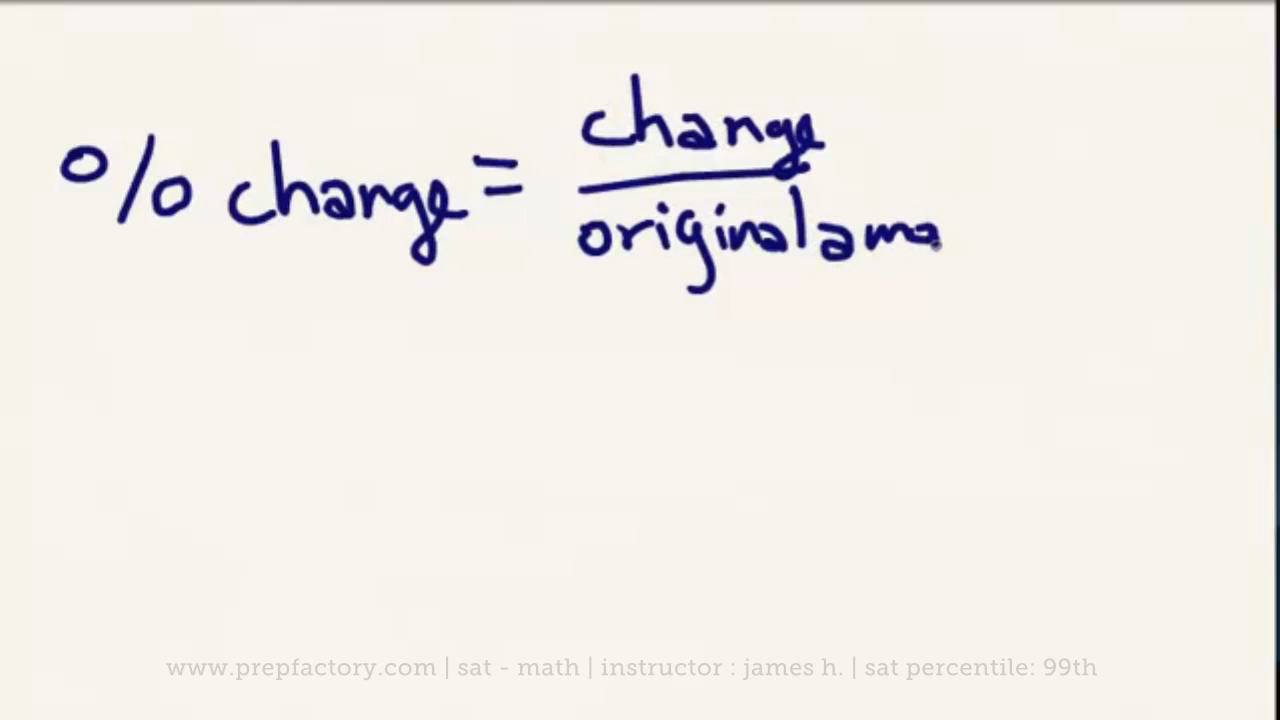 % change = change
original amo
www.prepfactory.com | sat - math | instructor : james h. | sat percentile: 99th